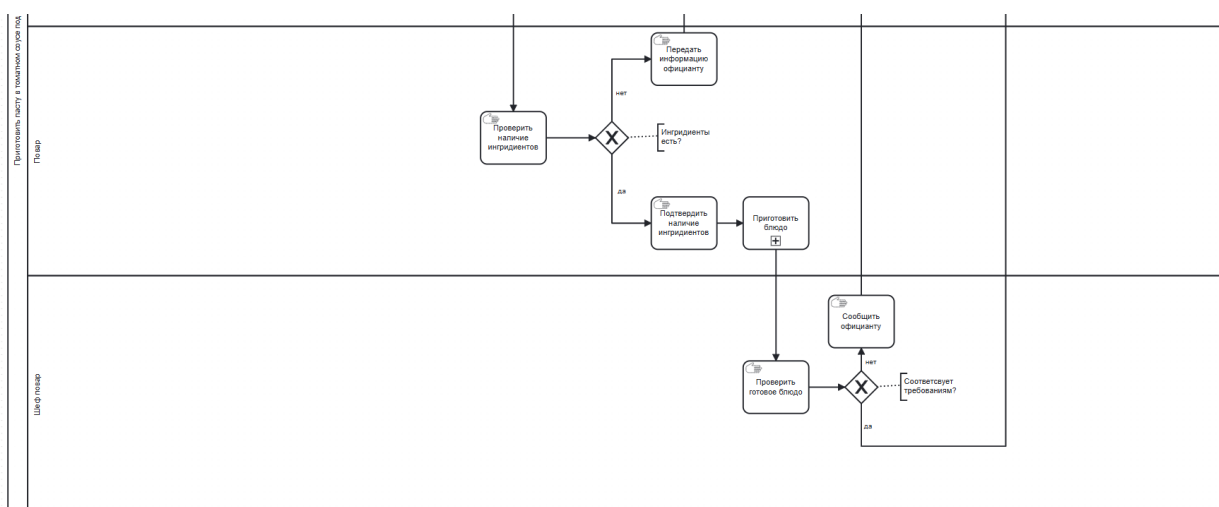 Приготовить пасту в томатном соусе под
Повар
Передать
информацию
официанту
нет
Проверить
наличие
ингридиентов
Ингридиенты
есть?
да
Подтвердить
наличие
ингридиентов
Приготовить
блюдо
Шеф повар
Сообщить
официанту
нет
Проверить
готовое блюдо
Соответсвует
требованиям?
да